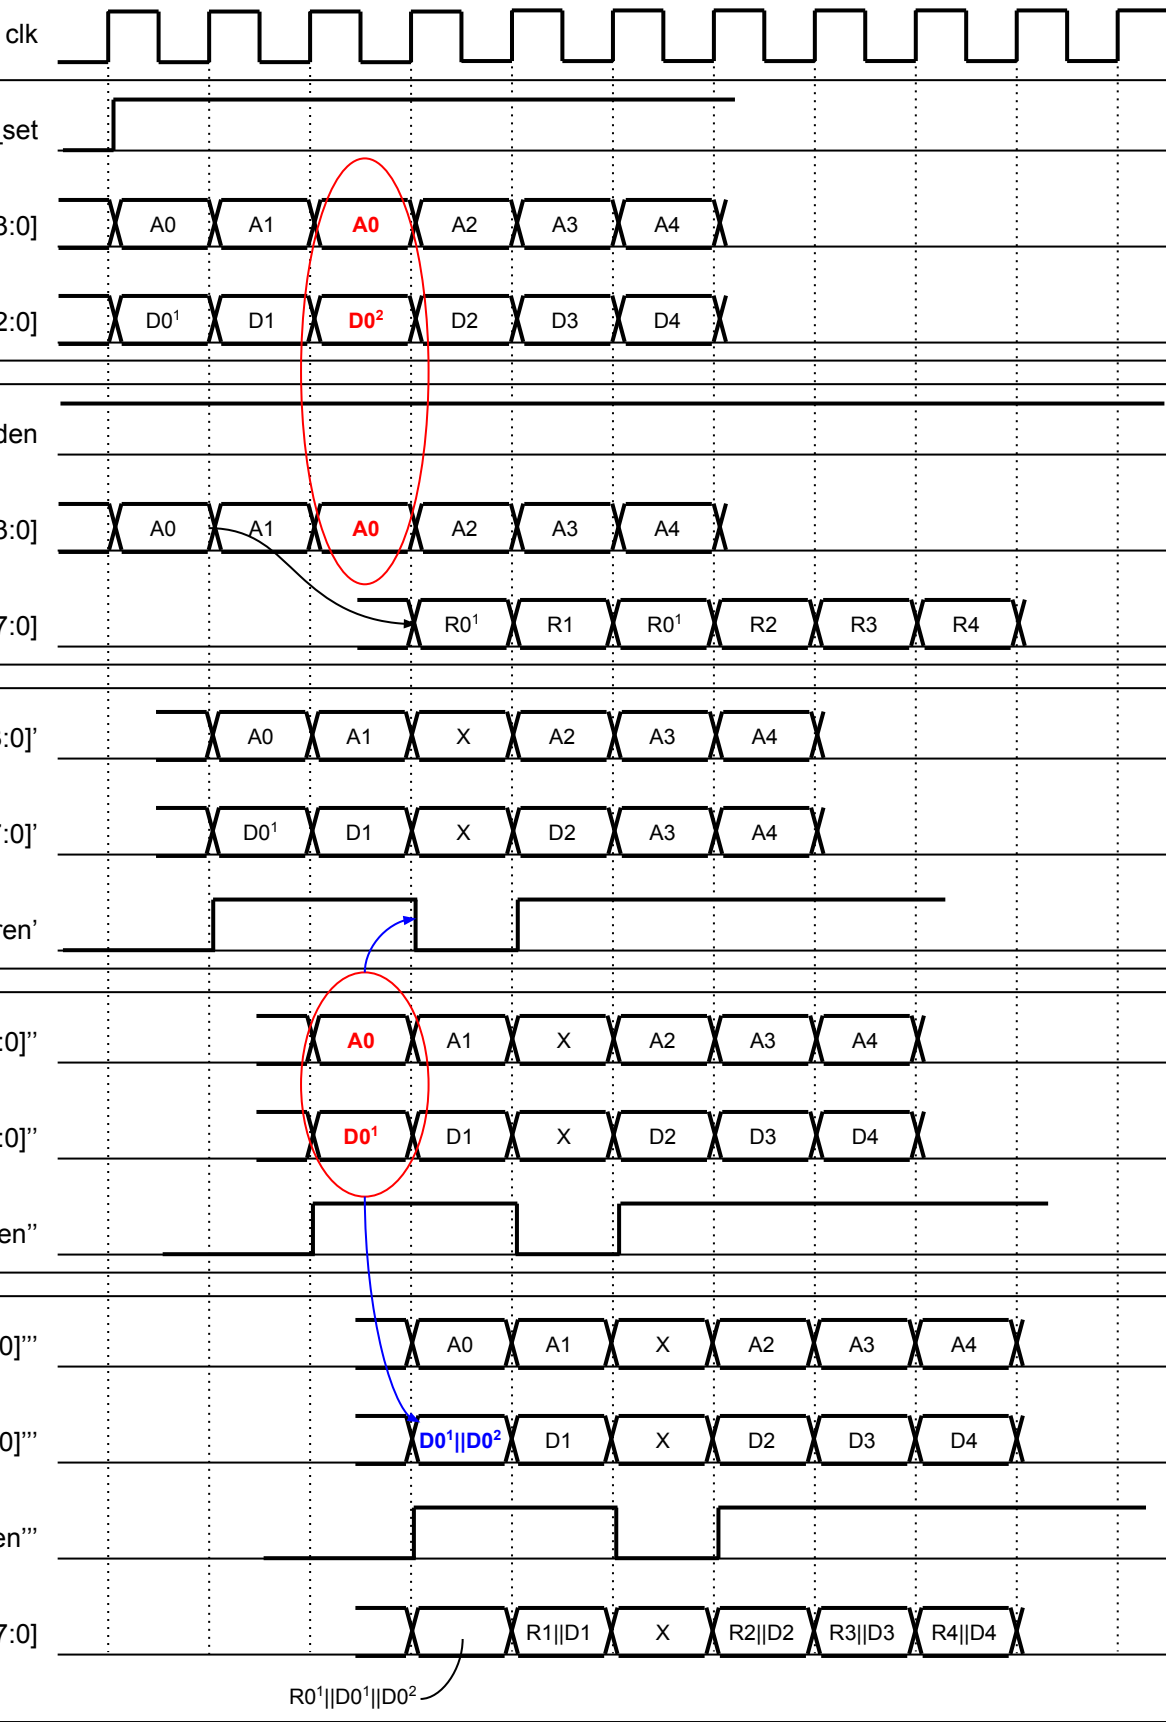 clk
_set
3:0] A0 A1 A0 A2 A3 A4
2:0] D0¹ D1 D0² D2 D3 D4
den
3:0] A0 A1 A0 A2 A3 A4
7:0] R0¹ R1 R0¹ R2 R3 R4
:0]' A0 A1 X A2 A3 A4
7:0]' D0¹ D1 X D2 A3 A4
ren'
:0]'' A0 A1 X A2 A3 A4
:0]'' D0¹ D1 X D2 D3 D4
en''
0]''' A0 A1 X A2 A3 A4
0]''' D0¹||D0² D1 X D2 D3 D4
en'''
7:0] R1||D1 X R2||D2 R3||D3 R4||D4
R0¹||D0¹||D0²